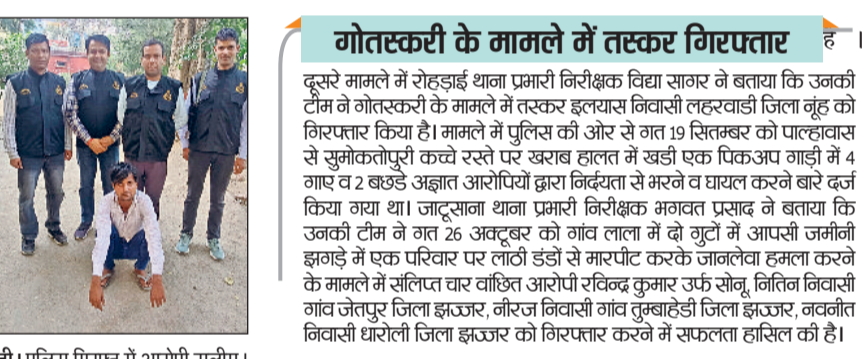 गोतस्करी के मामले में तस्कर गिरफ्तार
ह ।
दूसरे मामले में रोहड़ाई थाना प्रभारी निरीक्षक विद्या सागर ने बताया कि उनकी
टीम ने गोतस्करी के मामले में तस्कर इलयास निवासी लहरवाडी जिला नूंह को
गिरफ्तार किया है। मामले में पुलिस की ओर से गत 19 सितम्बर को पाल्हावास
से सुमोकतोपुरी कच्चे रस्ते पर खराब हालत में खडी एक पिकअप गाड़ी में 4
गाए व 2 बछडे अज्ञात आरोपियों द्वारा निर्दयता से भरने व घायल करने बारे दर्ज
किया गया था। जाटूसाना थाना प्रभारी निरीक्षक भगवत प्रसाद ने बताया कि
उनकी टीम ने गत 26 अक्टूबर को गांव लाला में दो गुटों में आपसी जमीनी
झगडे में एक परिवार पर लाठी डंडों से मारपीट करके जानलेवा हमला करने
के मामले में संलिप्त चार वांछित आरोपी रविन्द्र कुमार उर्फ सोनू, नितिन निवासी
गांव जेतपुर जिला झज्जर, नीरज निवासी गांव तुम्बाहेडी जिला झज्जर, नवनीत
निवासी धारोली जिला झज्जर को गिरफ्तार करने में सफलता हासिल की है।